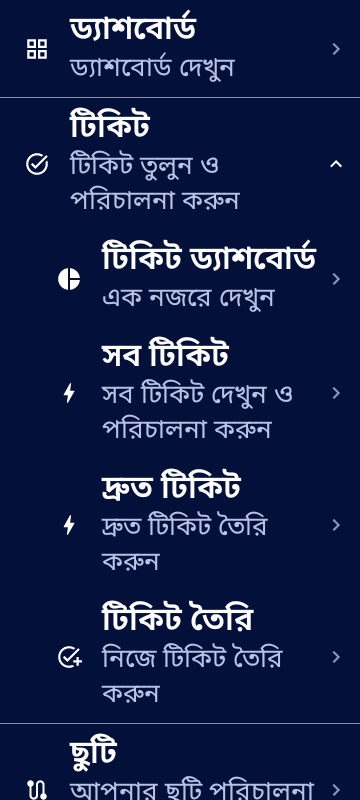 ড্যাশবোর্ড
ড্যাশবোর্ড দেখুন
টিকিট
টিকিট তুলুন ও
পরিচালনা করুন
টিকিট ড্যাশবোর্ড
এক নজরে দেখুন
সব টিকিট
সব টিকিট দেখুন ও
পরিচালনা করুন
দ্রুত টিকিট
দ্রুত টিকিট তৈরি
করুন
টিকিট তৈরি
নিজে টিকিট তৈরি
করুন
ছুটি
আপনার ছুটি পরিচালনা